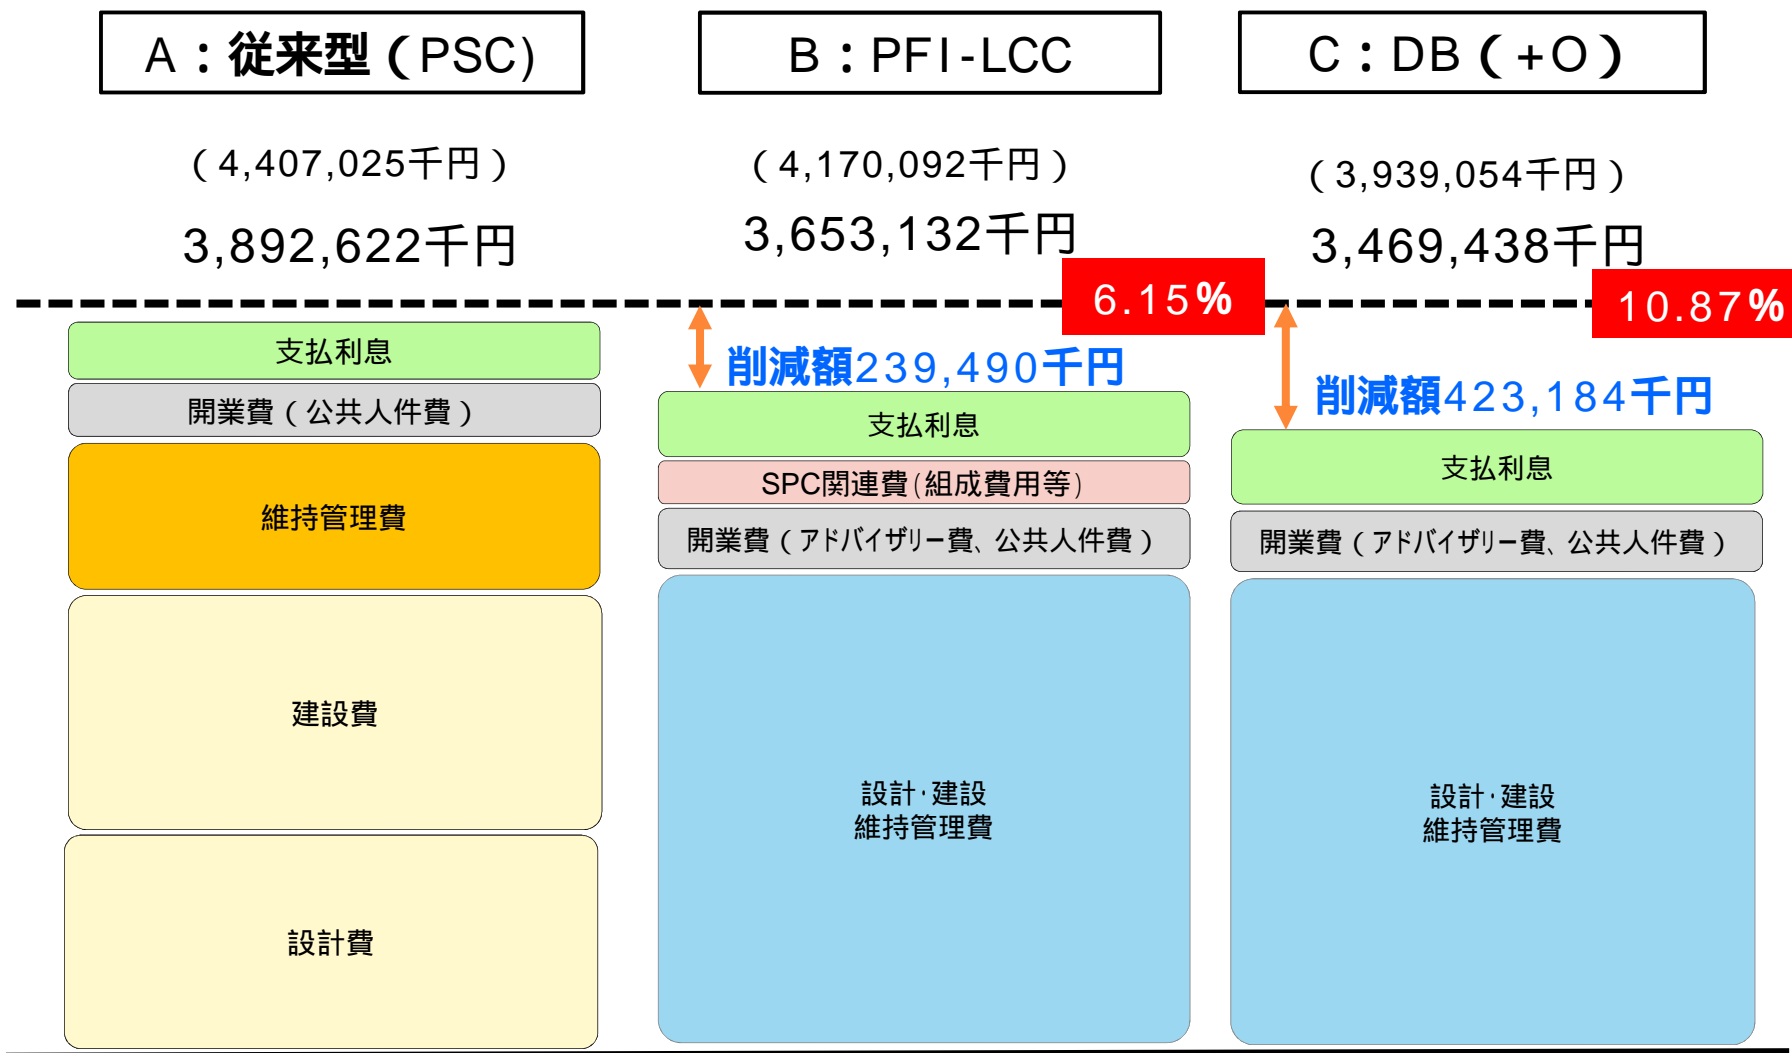 A：従来型（PSC）
（4,407,025千円）
3,892,622千円
支払利息
開業費（公共人件費）
維持管理費
建設費
設計費
B：PFI-LCC
（4,170,092千円）
3,653,132千円
6.15%
削減額239,490千円
支払利息
SPC関連費（組成費用等）
開業費（アドバイザリー費、公共人件費）
設計・建設
維持管理費
C：DB（+O）
（3,939,054千円）
3,469,438千円
10.87%
削減額423,184千円
支払利息
開業費（アドバイザリー費、公共人件費）
設計・建設
維持管理費